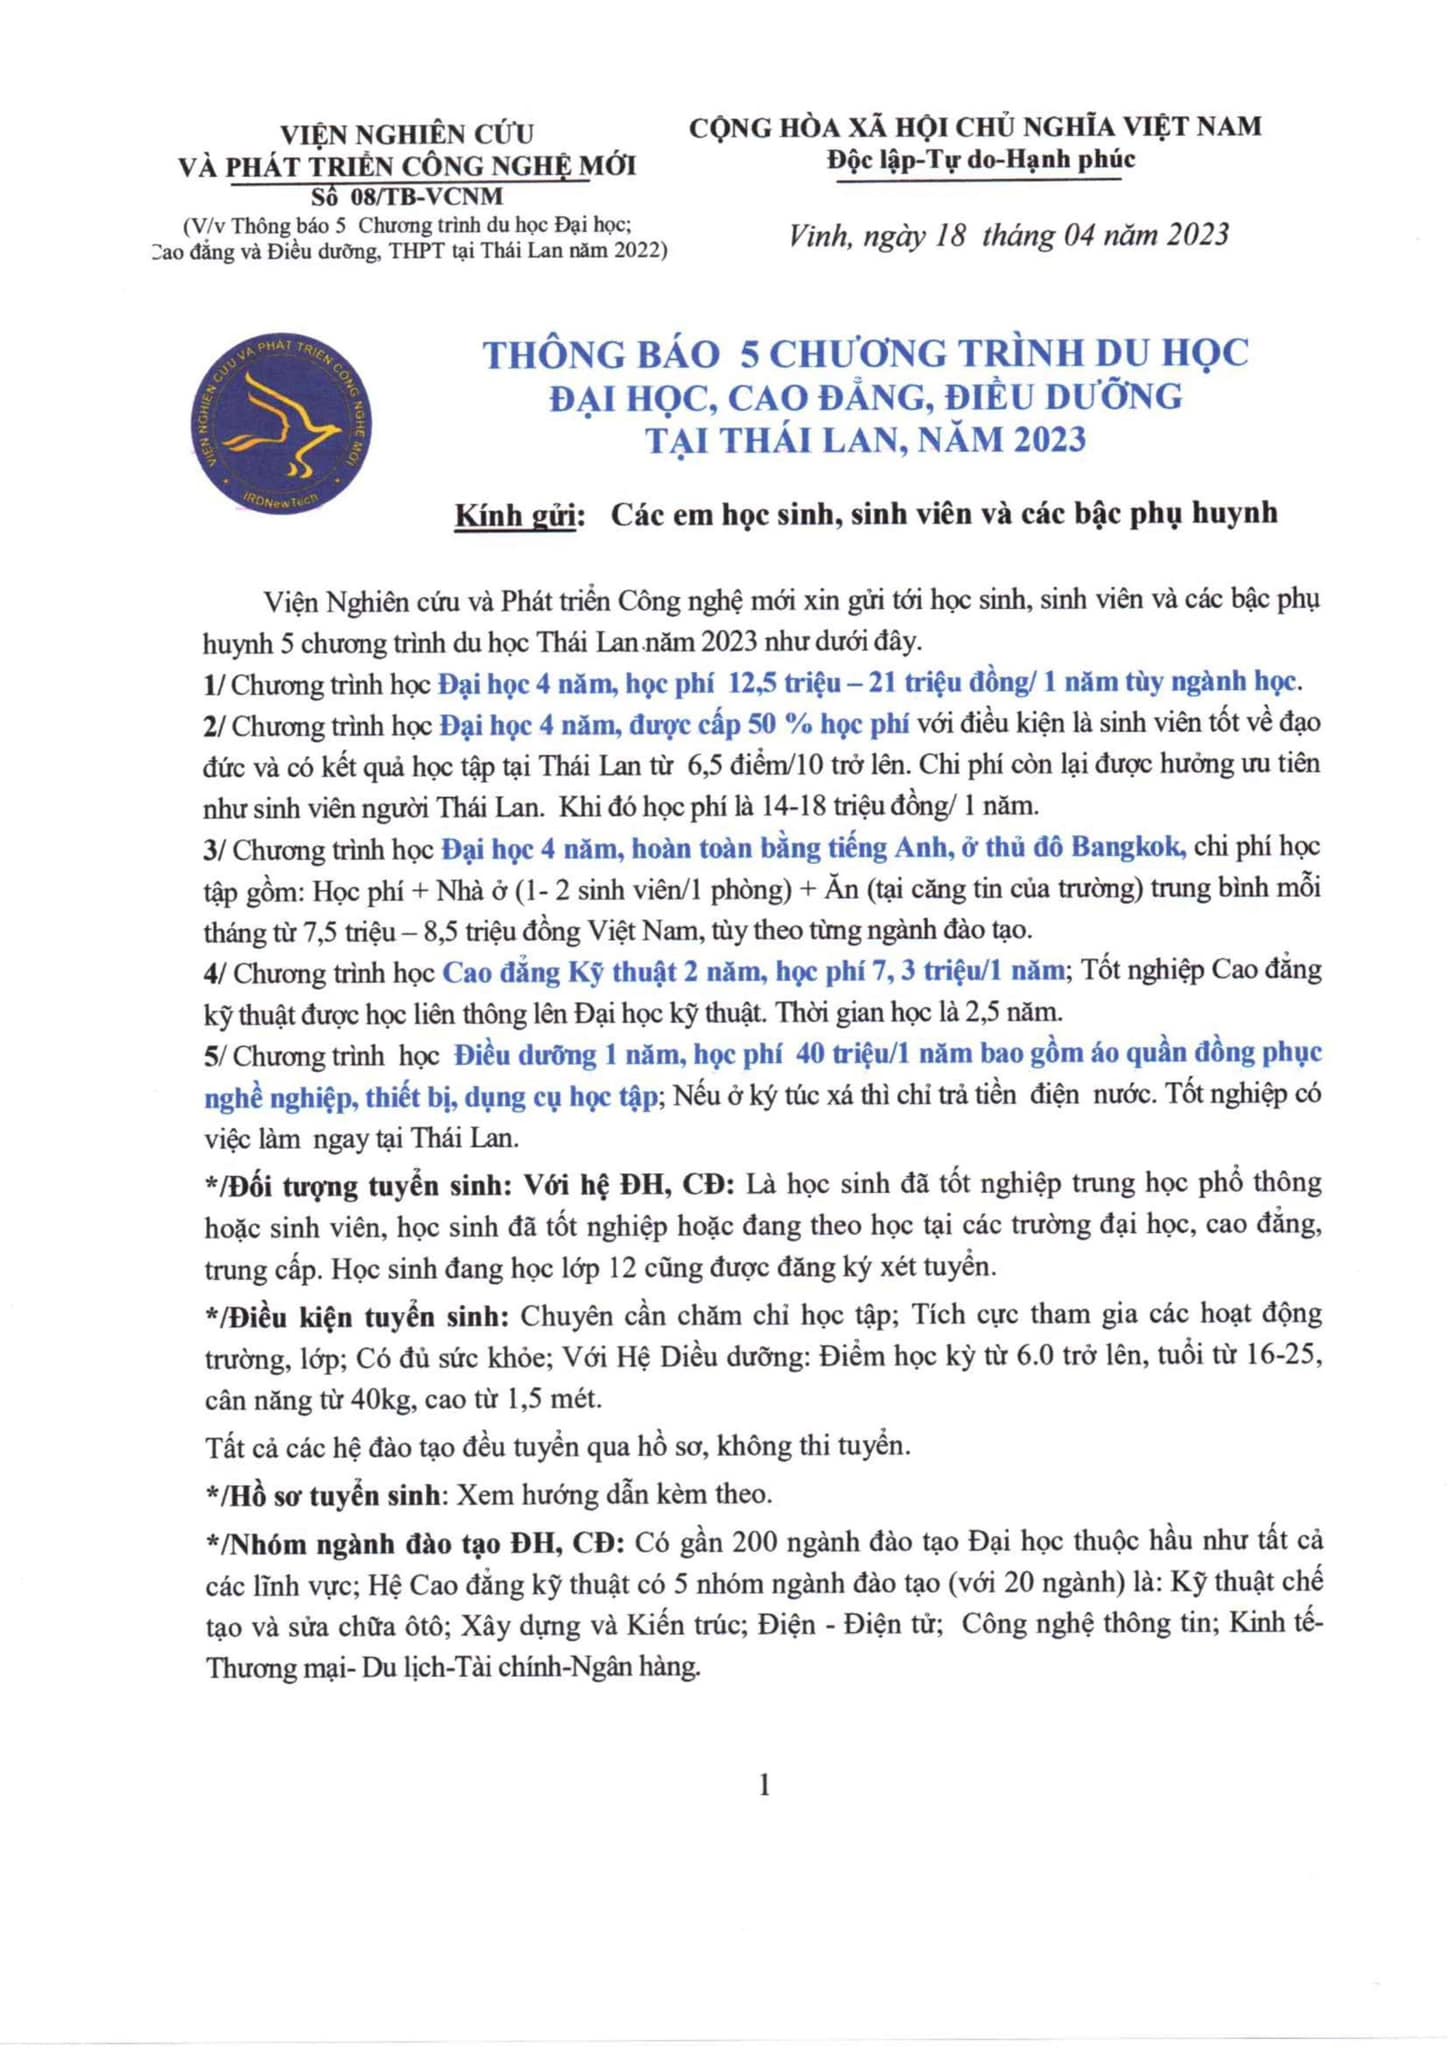 VIỆN NGHIÊN CỨU
VÀ PHÁT TRIỂN CÔNG NGHỆ MỚI
Số 08/TB-VCNM
(V/v Thông báo 5 Chương trình du học Đại học;
Cao đẳng và Điều dưỡng, THPT tại Thái Lan năm 2022)
CỘNG HÒA XÃ HỘI CHỦ NGHĨA VIỆT NAM
Độc lập-Tự do-Hạnh phúc
Vinh, ngày 18 tháng 04 năm 2023
VIỆN NGHIÊN CỨU VÀ PHÁT TRIỂN CÔNG NGHỆ MỚI
IRDNewTech
THÔNG BÁO 5 CHƯƠNG TRÌNH DU HỌC
ĐẠI HỌC, CAO ĐẲNG, ĐIỀU DƯỠNG
TẠI THÁI LAN, NĂM 2023
Kính gửi: Các em học sinh, sinh viên và các bậc phụ huynh
Viện Nghiên cứu và Phát triển Công nghệ mới xin gửi tới học sinh, sinh viên và các bậc phụ
huynh 5 chương trình du học Thái Lan năm 2023 như dưới đây.
1/ Chương trình học Đại học 4 năm, học phí 12,5 triệu – 21 triệu đồng/ 1 năm tùy ngành học.
2/ Chương trình học Đại học 4 năm, được cấp 50 % học phí với điều kiện là sinh viên tốt về đạo
đức và có kết quả học tập tại Thái Lan từ 6,5 điểm/10 trở lên. Chi phí còn lại được hưởng ưu tiên
như sinh viên người Thái Lan. Khi đó học phí là 14-18 triệu đồng/ 1 năm.
3/ Chương trình học Đại học 4 năm, hoàn toàn bằng tiếng Anh, ở thủ đô Bangkok, chi phí học
tập gồm: Học phí + Nhà ở (1- 2 sinh viên/1 phòng) + Ăn (tại căng tin của trường) trung bình mỗi
tháng từ 7,5 triệu – 8,5 triệu đồng Việt Nam, tùy theo từng ngành đào tạo.
4/ Chương trình học Cao đẳng Kỹ thuật 2 năm, học phí 7, 3 triệu/1 năm; Tốt nghiệp Cao đẳng
kỹ thuật được học liên thông lên Đại học kỹ thuật. Thời gian học là 2,5 năm.
5/ Chương trình học Điều dưỡng 1 năm, học phí 40 triệu/1 năm bao gồm áo quần đồng phục
nghề nghiệp, thiết bị, dụng cụ học tập; Nếu ở ký túc xá thì chỉ trả tiền điện nước. Tốt nghiệp có
việc làm ngay tại Thái Lan.
*/Đối tượng tuyển sinh: Với hệ ĐH, CĐ: Là học sinh đã tốt nghiệp trung học phổ thông
hoặc sinh viên, học sinh đã tốt nghiệp hoặc đang theo học tại các trường đại học, cao đẳng,
trung cấp. Học sinh đang học lớp 12 cũng được đăng ký xét tuyển.
*/Điều kiện tuyển sinh: Chuyên cần chăm chỉ học tập; Tích cực tham gia các hoạt động
trường, lớp; Có đủ sức khỏe; Với Hệ Diều dưỡng: Điểm học kỳ từ 6.0 trở lên, tuổi từ 16-25,
cân năng từ 40kg, cao từ 1,5 mét.
Tất cả các hệ đào tạo đều tuyển qua hồ sơ, không thi tuyển.
*/Hồ sơ tuyển sinh: Xem hướng dẫn kèm theo.
*/Nhóm ngành đào tạo ĐH, CĐ: Có gần 200 ngành đào tạo Đại học thuộc hầu như tất cả
các lĩnh vực; Hệ Cao đẳng kỹ thuật có 5 nhóm ngành đào tạo (với 20 ngành) là: Kỹ thuật chế
tạo và sửa chữa ôtô; Xây dựng và Kiến trúc; Điện - Điện tử; Công nghệ thông tin; Kinh tế-
Thương mại- Du lịch-Tài chính-Ngân hàng.
1